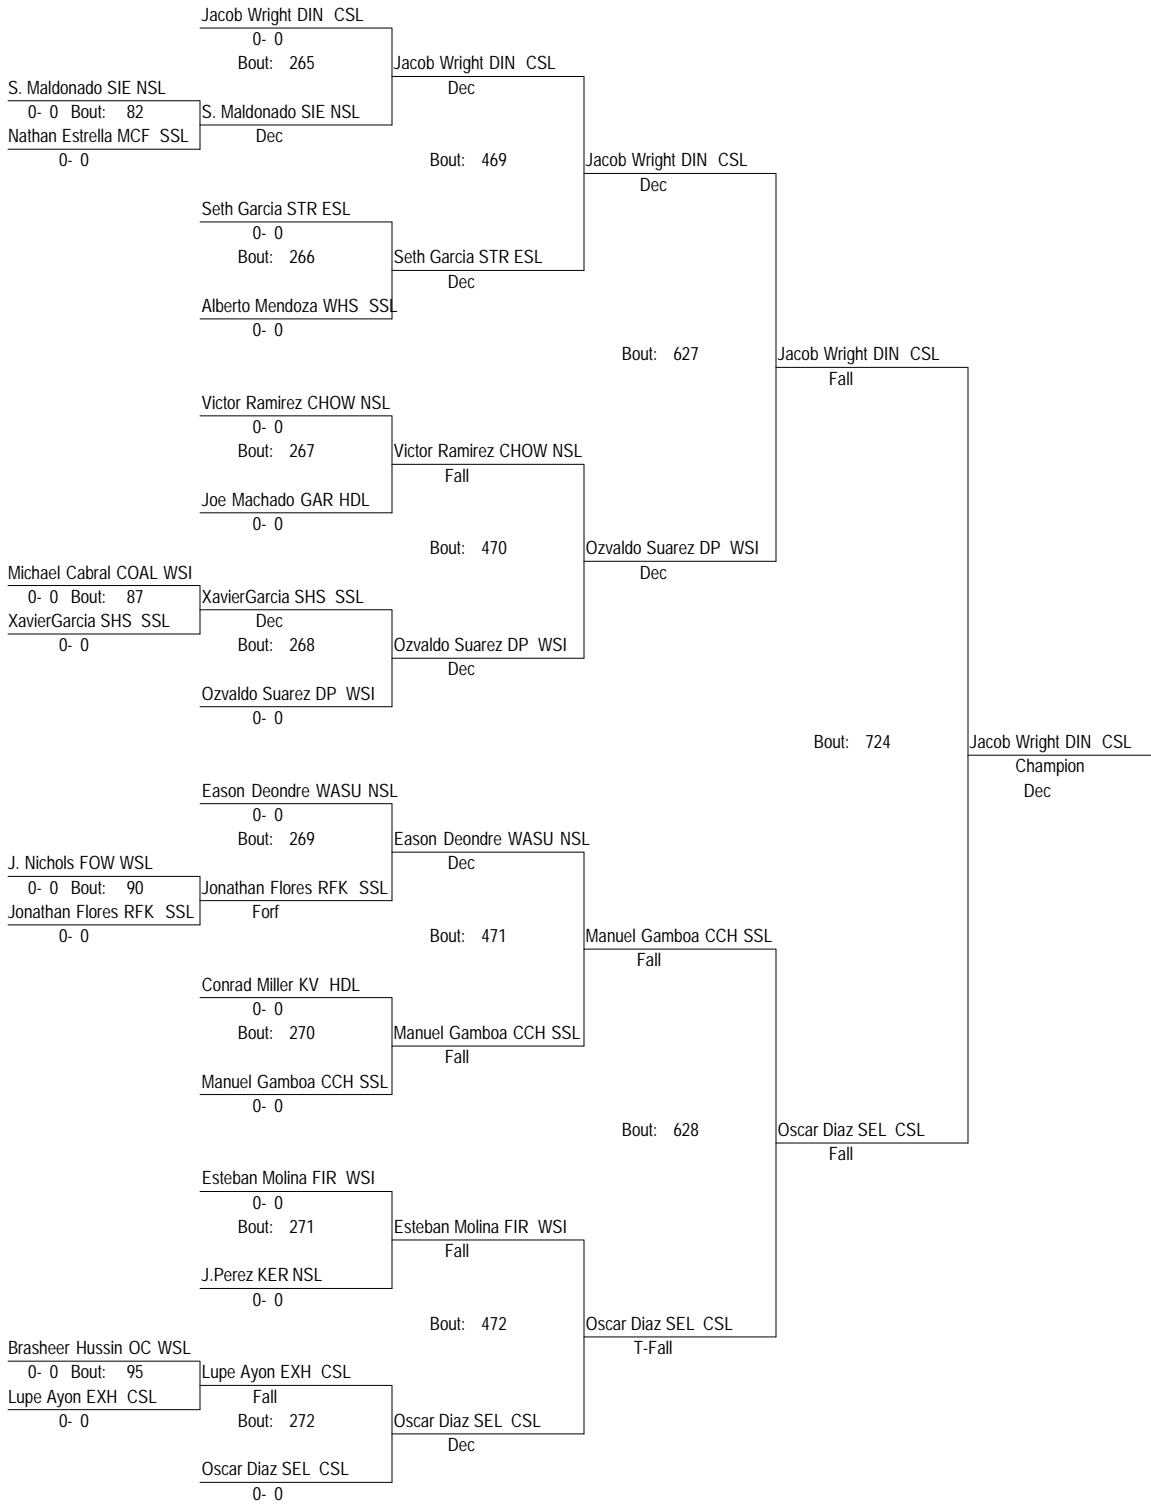 Jacob Wright DIN CSL
0- 0
Bout: 265
Jacob Wright DIN CSL
Dec
S. Maldonado SIE NSL
0- 0 Bout: 82
S. Maldonado SIE NSL
Dec
Nathan Estrella MCF SSL
0- 0
Bout: 469
Jacob Wright DIN CSL
Dec
Seth Garcia STR ESL
0- 0
Bout: 266
Seth Garcia STR ESL
Dec
Alberto Mendoza WHS SSL
0- 0
Bout: 627
Jacob Wright DIN CSL
Fall
Victor Ramirez CHOW NSL
0- 0
Bout: 267
Victor Ramirez CHOW NSL
Fall
Joe Machado GAR HDL
0- 0
Bout: 470
Ozvaldo Suarez DP WSI
Dec
Michael Cabral COAL WSI
0- 0 Bout: 87
XavierGarcia SHS SSL
Dec
XavierGarcia SHS SSL
0- 0
Bout: 268
Ozvaldo Suarez DP WSI
Dec
Ozvaldo Suarez DP WSI
0- 0
Bout: 724
Jacob Wright DIN CSL
Champion
Dec
Eason Deondre WASU NSL
0- 0
Bout: 269
Eason Deondre WASU NSL
Dec
J. Nichols FOW WSL
0- 0 Bout: 90
Jonathan Flores RFK SSL
Forf
Jonathan Flores RFK SSL
0- 0
Bout: 471
Manuel Gamboa CCH SSL
Fall
Conrad Miller KV HDL
0- 0
Bout: 270
Manuel Gamboa CCH SSL
Fall
Manuel Gamboa CCH SSL
0- 0
Bout: 628
Oscar Diaz SEL CSL
Fall
Esteban Molina FIR WSI
0- 0
Bout: 271
Esteban Molina FIR WSI
Fall
J.Perez KER NSL
0- 0
Bout: 472
Oscar Diaz SEL CSL
T-Fall
Brasheer Hussin OC WSL
0- 0 Bout: 95
Lupe Ayon EXH CSL
Fall
Lupe Ayon EXH CSL
0- 0
Bout: 272
Oscar Diaz SEL CSL
Dec
Oscar Diaz SEL CSL
0- 0